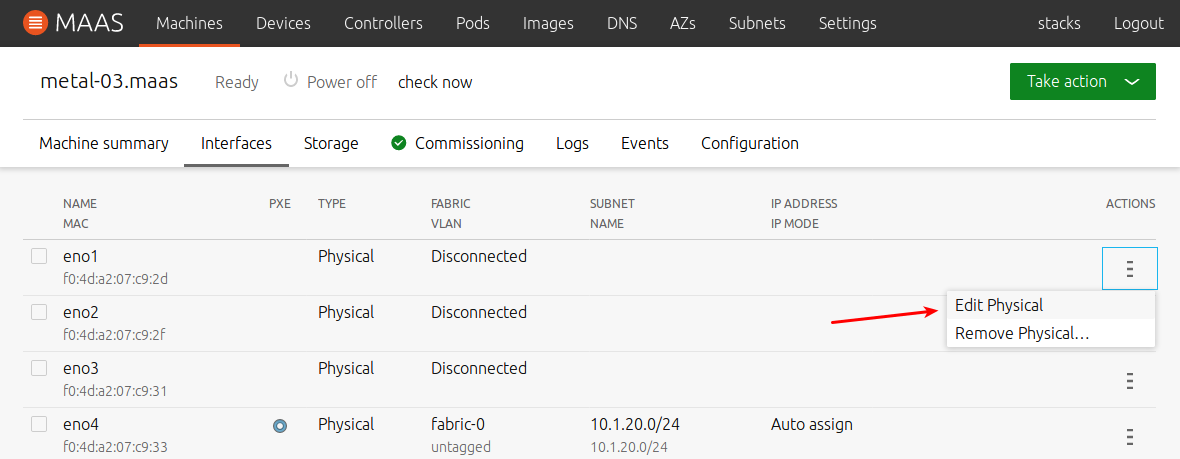 MAAS Machines Devices Controllers Pods Images DNS AZs Subnets Settings stacks Logout
metal-03.maas Ready Power off check now Take action
Machine summary Interfaces Storage Commissioning Logs Events Configuration
NAME PXE TYPE FABRIC SUBNET IP ADDRESS ACTIONS
MAC VLAN NAME IP MODE
eno1 Physical Disconnected
f0:4d:a2:07:c9:2d
Edit Physical
eno2 Physical Disconnected
Remove Physical...
f0:4d:a2:07:c9:2f
eno3 Physical Disconnected
f0:4d:a2:07:c9:31
eno4 Physical fabric-0 10.1.20.0/24 Auto assign
f0:4d:a2:07:c9:33 untagged 10.1.20.0/24